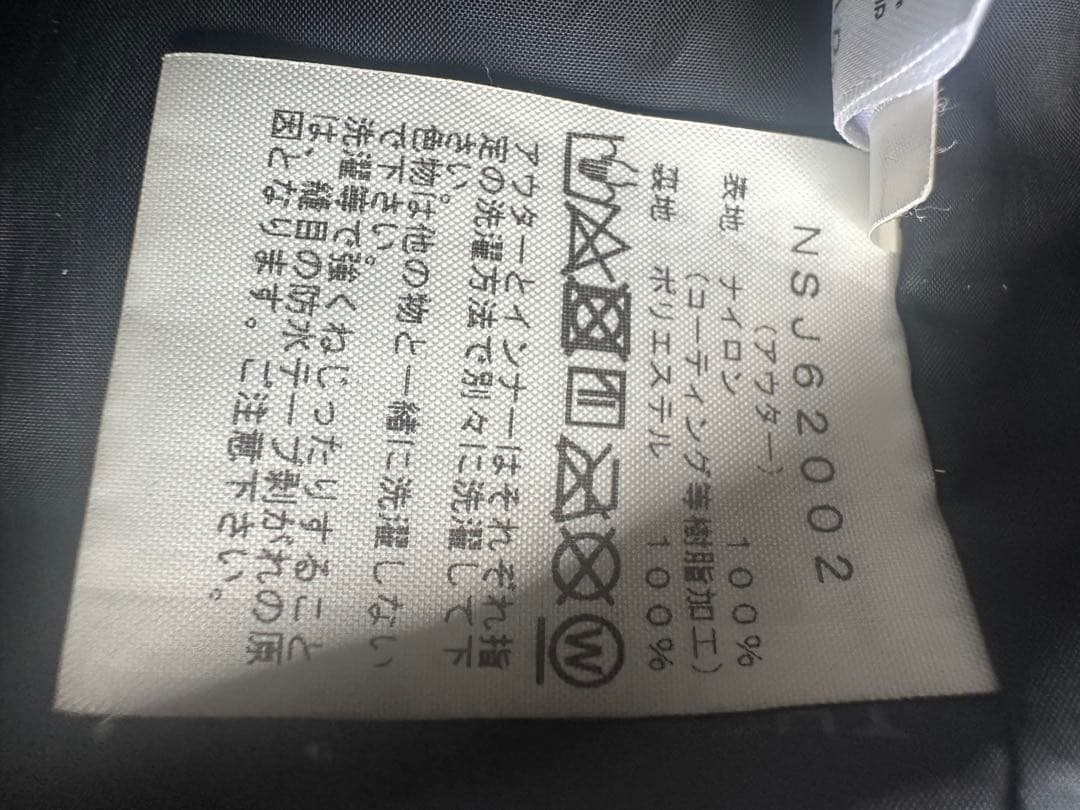 NSJ62002
(アウター)
表地 ナイロン 100%
(コーティング等樹脂加工)
裏地 ポリエステル 100%
W
アウターとインナーはそれぞれ指
定の洗濯方法で別々に洗濯して下
さい。
色物は他の物と一緒に洗濯しない
で下さい。
洗濯等で強くねじったりすること
は、縫目の防水テープ剥がれの原
因となります。ご注意下さい。